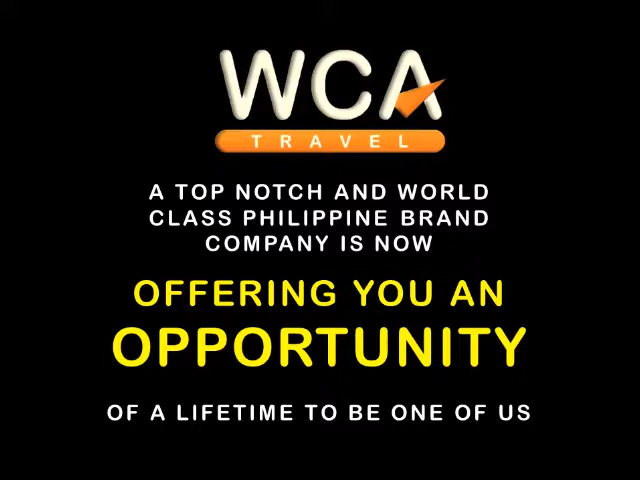 WCA
TRAVEL
A TOP NOTCH AND WORLD
CLASS PHILIPPINE BRAND
COMPANY IS NOW
OFFERING YOU AN
OPPORTUNITY
OF A LIFETIME TO BE ONE OF US